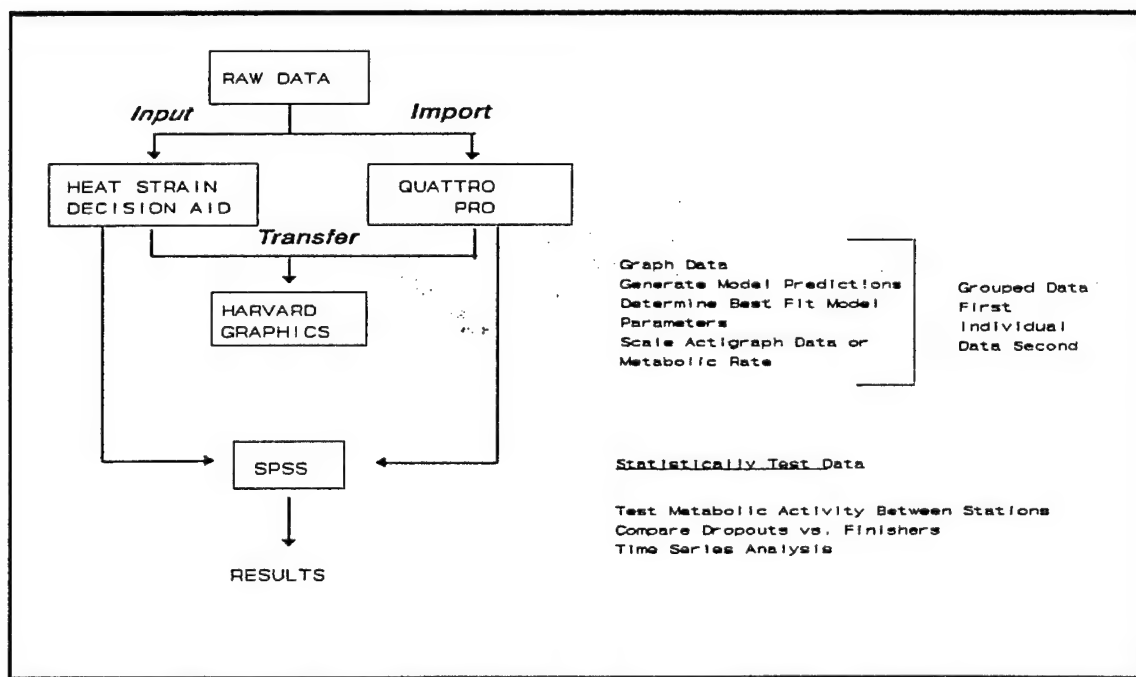 RAW DATA
Input
Import
HEAT STRAIN
DECISION AID
QUATTRO
PRO
Transfer
HARVARD
GRAPHICS
Graph Data
Generate Model Predictions
Determine Best Fit Model
Parameters
Scale Actigraph Data or
Metabolic Rate
Grouped Data
First
Individual
Data Second
SPSS
Statistically Test Data
Test Metabolic Activity Between Stations
Compare Dropouts vs. Finishers
Time Series Analysis
RESULTS